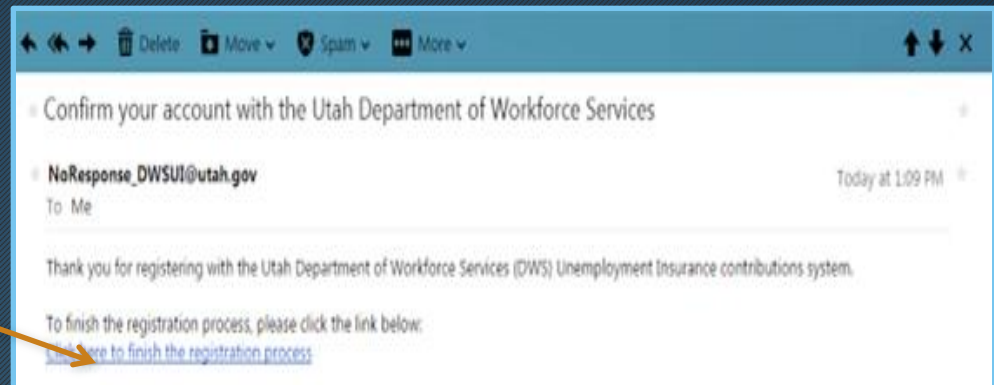 Delete Move Spam More X
Confirm your account with the Utah Department of Workforce Services
NoResponse_DWSUI@utah.gov Today at 1:09 PM
To Me
Thank you for registering with the Utah Department of Workforce Services (DWS) Unemployment Insurance contributions system.
To finish the registration process, please click the link below:
Click here to finish the registration process